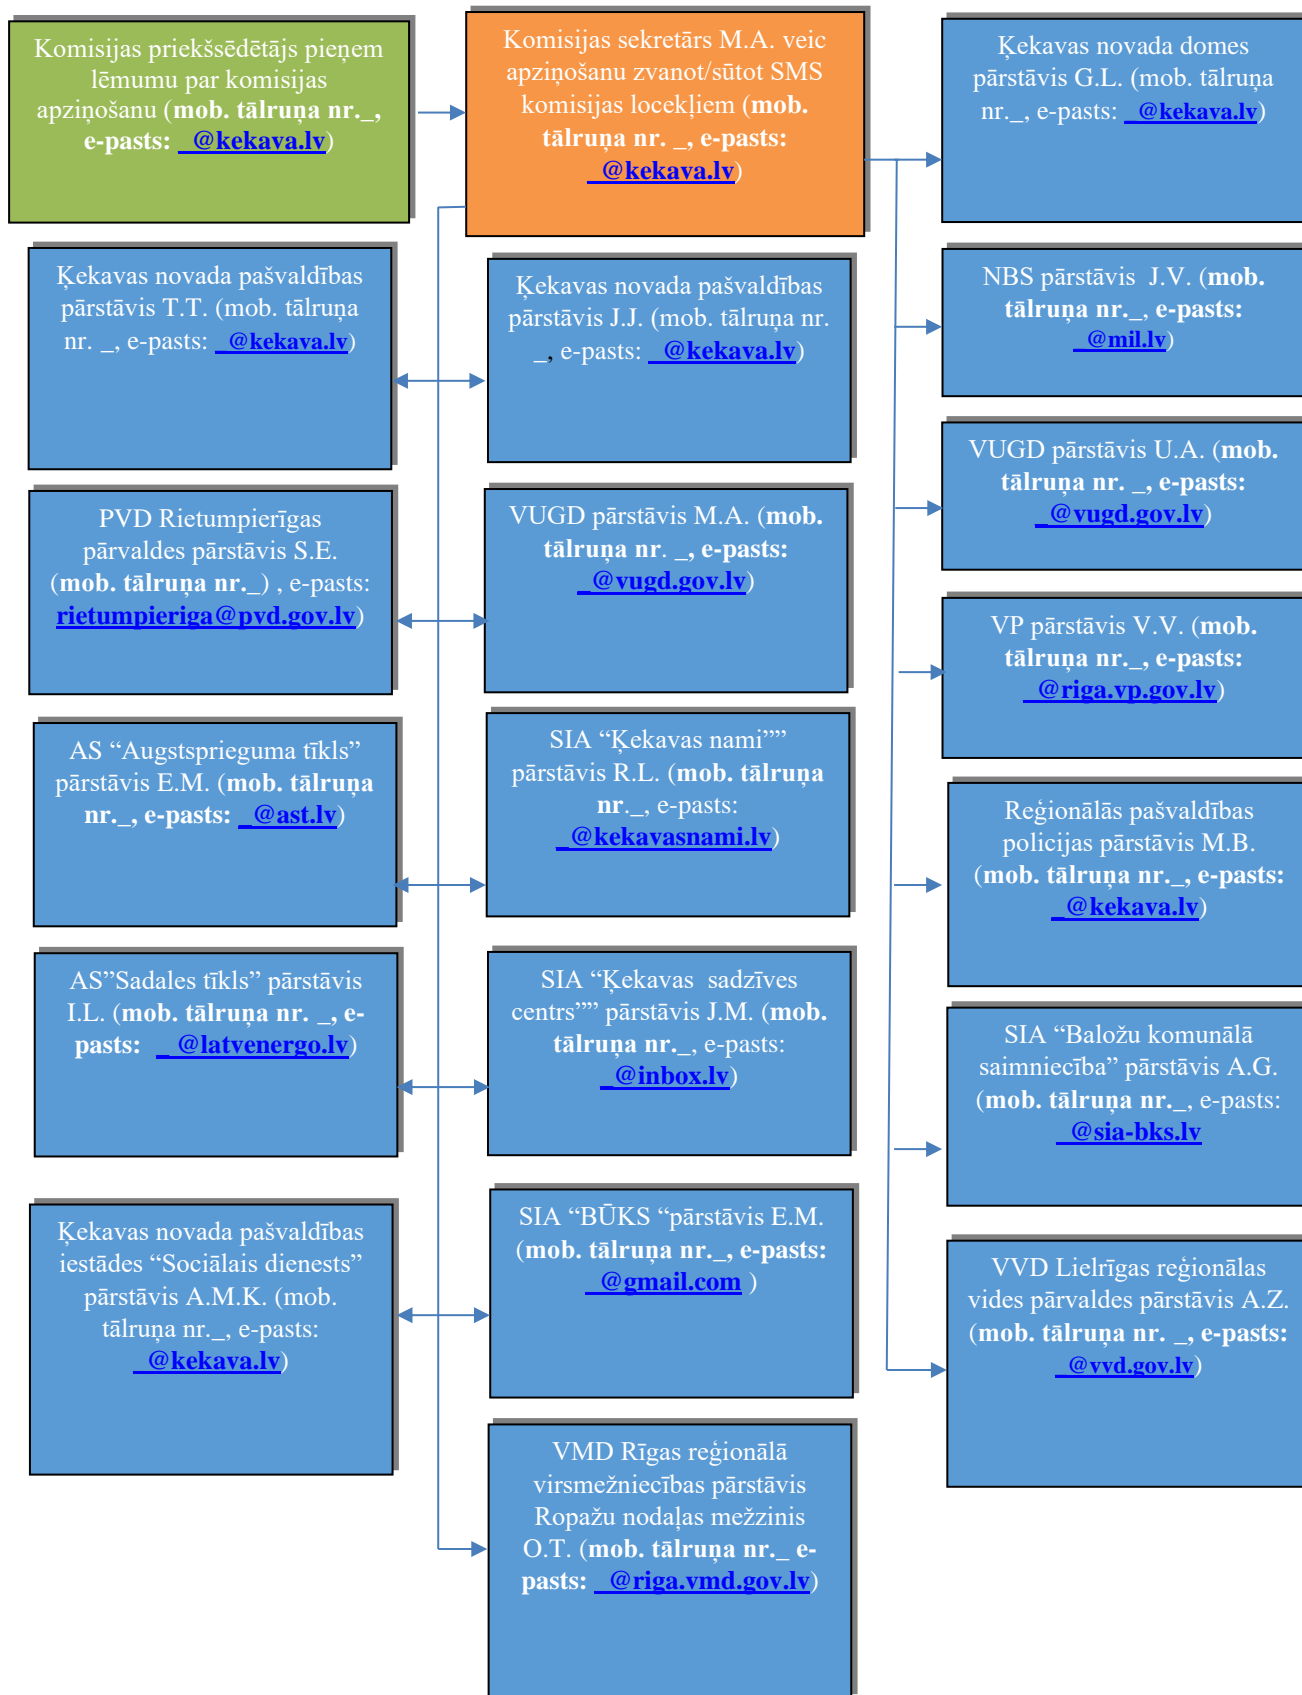 Komisijas priekšsēdētājs pieņem
lēmumu par komisijas
apziņošanu (mob. tālruņa nr._,
e-pasts: _@kekava.lv)
Komisijas sekretārs M.A. veic
apziņošanu zvanot/sūtot SMS
komisijas locekļiem (mob.
tālruņa nr. _, e-pasts:
_@kekava.lv)
Ķekavas novada domes
pārstāvis G.L. (mob. tālruņa
nr._, e-pasts: _@kekava.lv)
Ķekavas novada pašvaldības
pārstāvis T.T. (mob. tālruņa
nr. _, e-pasts: _@kekava.lv)
Ķekavas novada pašvaldības
pārstāvis J.J. (mob. tālruņa nr.
_, e-pasts: _@kekava.lv)
NBS pārstāvis J.V. (mob.
tālruņa nr._, e-pasts:
_@mil.lv)
VUGD pārstāvis U.A. (mob.
tālruņa nr. _, e-pasts:
_@vugd.gov.lv)
PVD Rietumpierīgas
pārvaldes pārstāvis S.E.
(mob. tālruņa nr._) , e-pasts:
rietumpieriga@pvd.gov.lv)
VUGD pārstāvis M.A. (mob.
tālruņa nr. _, e-pasts:
_@vugd.gov.lv)
VP pārstāvis V.V. (mob.
tālruņa nr._, e-pasts:
_@riga.vp.gov.lv)
AS “Augstsprieguma tīkls”
pārstāvis E.M. (mob. tālruņa
nr._, e-pasts: _@ast.lv)
SIA “Ķekavas nami””
pārstāvis R.L. (mob. tālruņa
nr._, e-pasts:
_@kekavasnami.lv)
Reģionālās pašvaldības
policijas pārstāvis M.B.
(mob. tālruņa nr._, e-pasts:
_@kekava.lv)
AS”Sadales tīkls” pārstāvis
I.L. (mob. tālruņa nr. _, e-
pasts: _@latvenergo.lv)
SIA “Ķekavas sadzīves
centrs”” pārstāvis J.M. (mob.
tālruņa nr._, e-pasts:
_@inbox.lv)
SIA “Baložu komunālā
saimniecība” pārstāvis A.G.
(mob. tālruņa nr._, e-pasts:
_@sia-bks.lv
Ķekavas novada pašvaldības
iestādes “Sociālais dienests”
pārstāvis A.M.K. (mob.
tālruņa nr._, e-pasts:
_@kekava.lv)
SIA “BŪKS “pārstāvis E.M.
(mob. tālruņa nr._, e-pasts:
_@gmail.com )
VVD Lielrīgas reģionālas
vides pārvaldes pārstāvis A.Z.
(mob. tālruņa nr. _, e-pasts:
_@vvd.gov.lv)
VMD Rīgas reģionālā
virsmežniecības pārstāvis
Ropažu nodaļas mežzinis
O.T. (mob. tālruņa nr._ e-
pasts: _@riga.vmd.gov.lv)